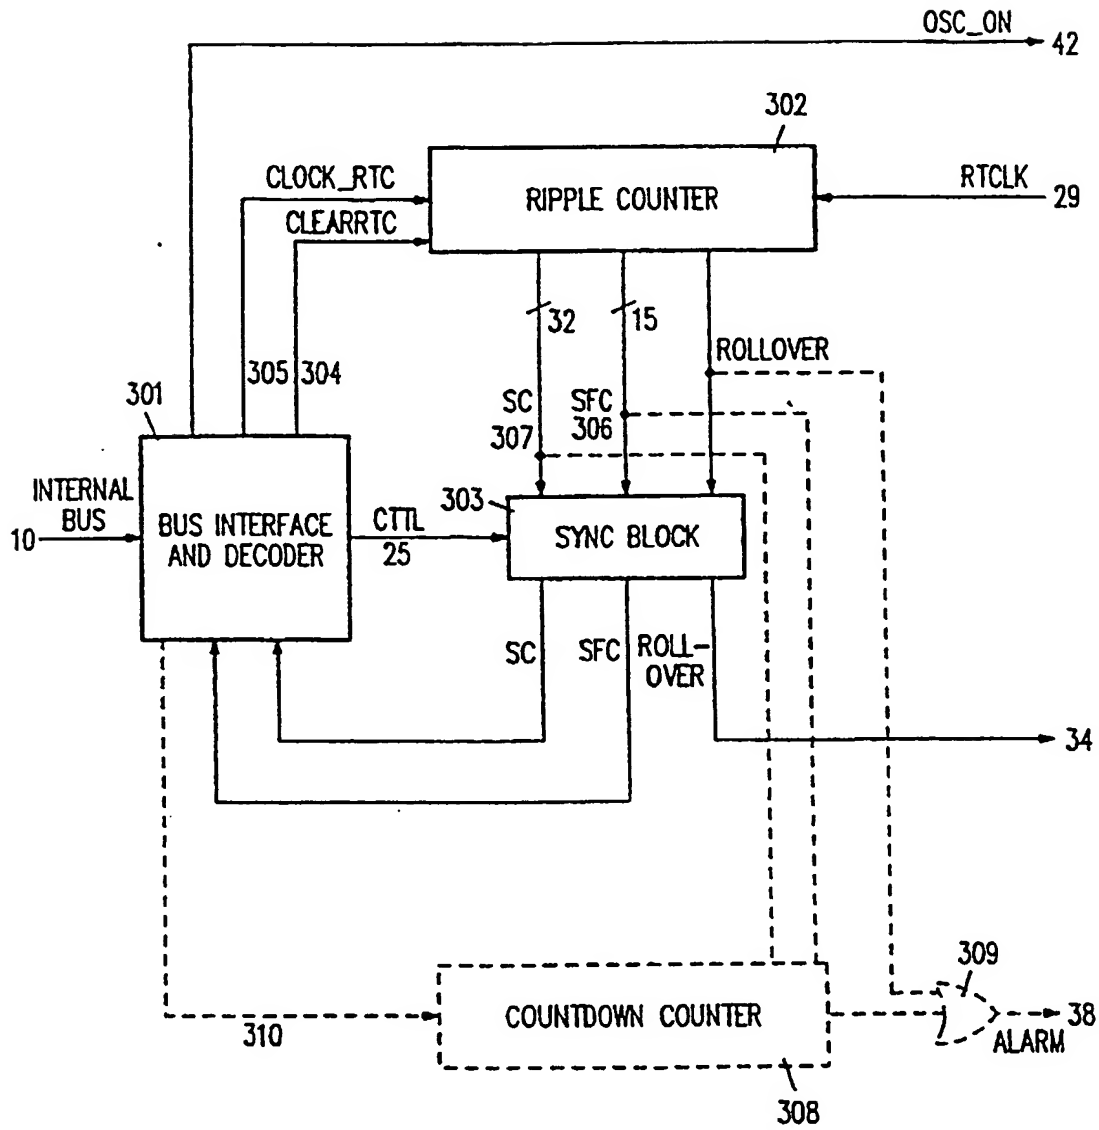 OSC_ON
42
302
CLOCK_RTC
RIPPLE COUNTER
RTCLK
29
CLEARRTC
32
15
305
304
ROLLOVER
301
SC
307
SFC
306
INTERNAL
BUS
10
BUS INTERFACE
AND DECODER
CTTL
25
303
SYNC BLOCK
SC
SFC
ROLL-
OVER
34
309
310
COUNTDOWN COUNTER
38
ALARM
308